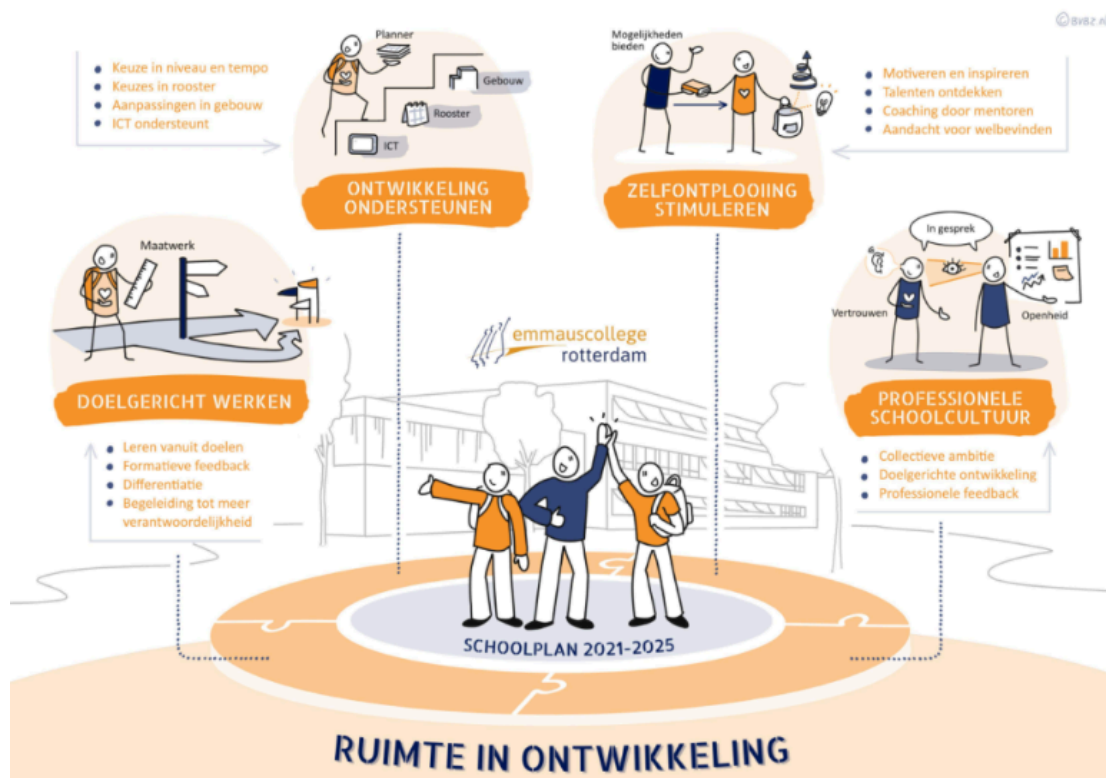 ©BVBZ.nl
Keuze in niveau en tempo
Keuzes in rooster
Aanpassingen in gebouw
ICT ondersteunt
Planner
Gebouw
Rooster
ICT
ONTWIKKELING
ONDERSTEUNEN
Mogelijkheden
bieden
ZELFONTPLOOIING
STIMULEREN
Motiveren en inspireren
Talenten ontdekken
Coaching door mentoren
Aandacht voor welbevinden
Maatwerk
DOELGERICHT WERKEN
Leren vanuit doelen
Formatieve feedback
Differentiatie
Begeleiding tot meer
verantwoordelijkheid
emmauscollege
rotterdam
In gesprek
Vertrouwen
Openheid
PROFESSIONELE
SCHOOLCULTUUR
Collectieve ambitie
Doelgerichte ontwikkeling
Professionele feedback
SCHOOLPLAN 2021-2025
RUIMTE IN ONTWIKKELING